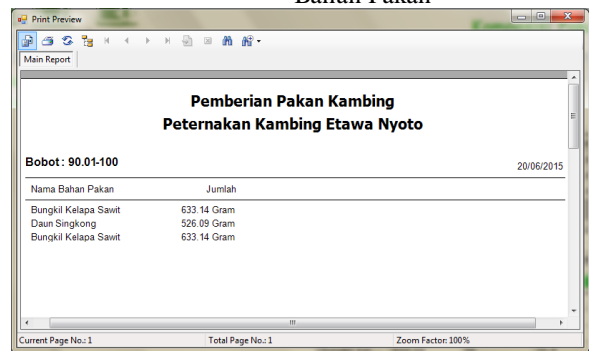 Bahan Pakan
Print Preview
Main Report
Pemberian Pakan Kambing
Peternakan Kambing Etawa Nyoto
Bobot : 90.01-100
20/06/2015
Nama Bahan Pakan Jumlah
Bungkil Kelapa Sawit 633.14 Gram
Daun Singkong 526.09 Gram
Bungkil Kelapa Sawit 633.14 Gram
Current Page No.: 1 Total Page No.: 1 Zoom Factor: 100%